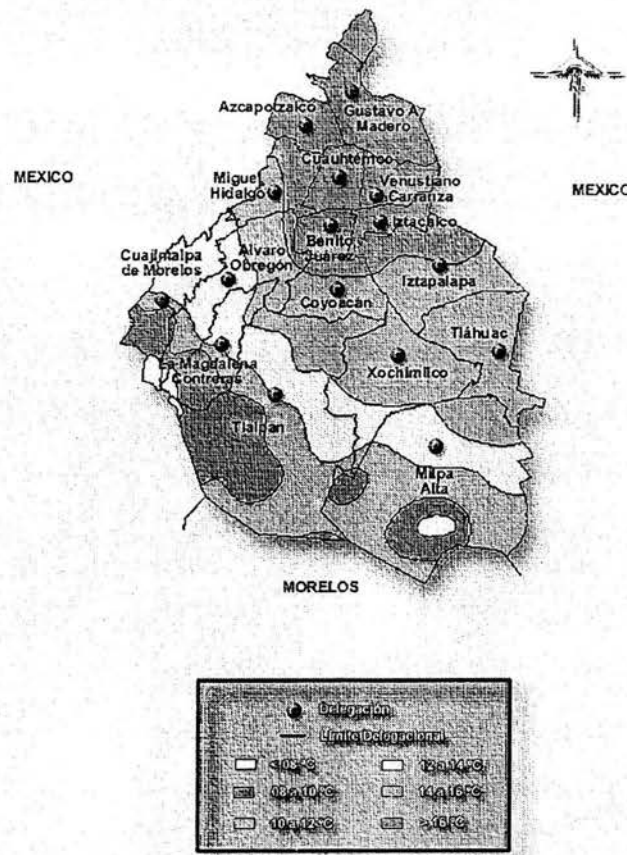 Azcapotzalco
Gustavo A.
Madero
Cuauhtémoc
MEXICO
Miguel
Hidalgo
Venustiano
Carranza
MEXICO
Iztacalco
Benito
Juárez
Cuajimalpa
de Morelos
Alvaro
Obregón
Iztapalapa
Coyoacán
Tláhuac
La Magdalena
Contreras
Xochimilco
Tlalpan
Milpa
Alta
MORELOS
Delegación
Límite Delegacional
< 08 °C
12 a 14 °C
08 a 10 °C
14 a 16 °C
10 a 12 °C
> 16 °C